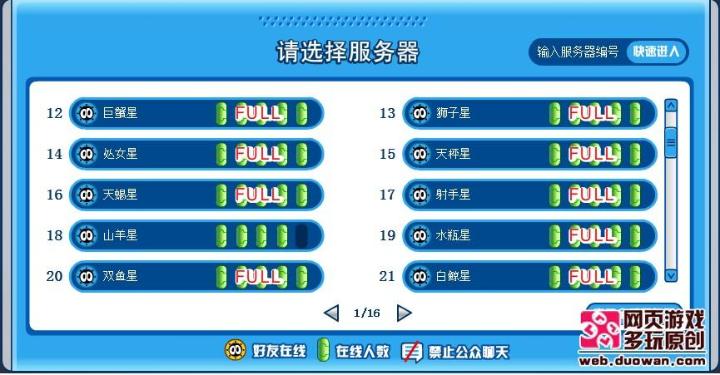 请选择服务器
输入服务器编号 快速进入
12 巨蟹星 FULL
13 狮子星 FULL
14 处女星 FULL
15 天秤星 FULL
16 天蝎星 FULL
17 射手星 FULL
18 山羊星
19 水瓶星 FULL
20 双鱼星 FULL
21 白鲸星 FULL
1/16
好友在线 在线人数 禁止公众聊天
网页游戏
多玩原创
web.duowan.com